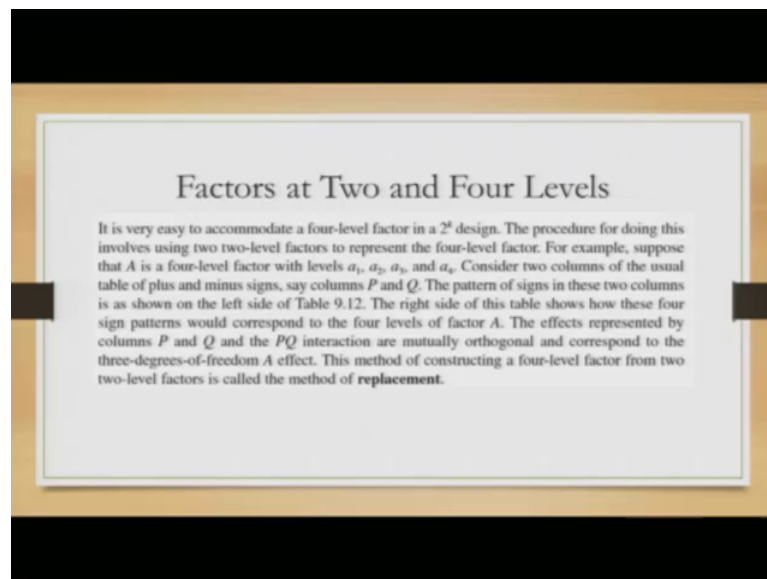 Factors at Two and Four Levels
It is very easy to accommodate a four-level factor in a 2ᵏ design. The procedure for doing this
involves using two two-level factors to represent the four-level factor. For example, suppose
that A is a four-level factor with levels a₁, a₂, a₃, and a₄. Consider two columns of the usual
table of plus and minus signs, say columns P and Q. The pattern of signs in these two columns
is as shown on the left side of Table 9.12. The right side of this table shows how these four
sign patterns would correspond to the four levels of factor A. The effects represented by
columns P and Q and the PQ interaction are mutually orthogonal and correspond to the
three-degrees-of-freedom A effect. This method of constructing a four-level factor from two
two-level factors is called the method of replacement.